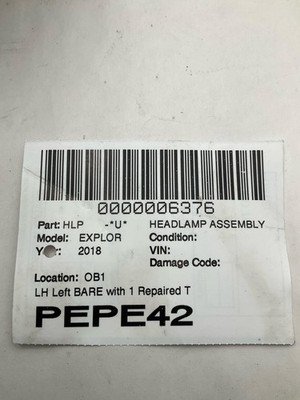 0000006376
Part: HLP -*U* HEADLAMP ASSEMBLY
Model: EXPLOR Condition:
2018 VIN:
Damage Code:
Location: OB1
LH Left BARE with 1 Repaired T
PEPE42